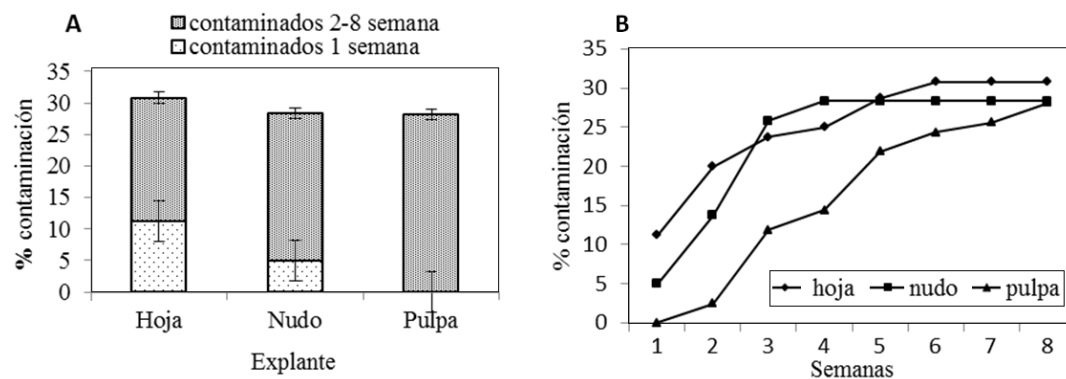 A
contaminados 2-8 semana
contaminados 1 semana
35
30
25
20
15
10
5
0
% contaminación
Hoja Nudo Pulpa
Explante
B
35
30
25
20
15
10
5
0
% contaminación
hoja nudo pulpa
1 2 3 4 5 6 7 8
Semanas